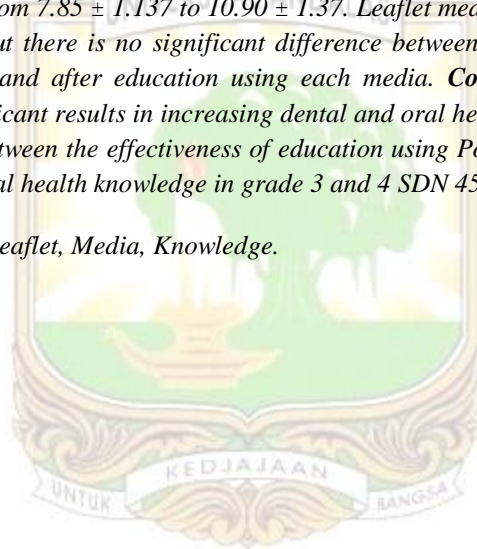 from 7.85 ± 1.137 to 10.90 ± 1.37. Leaflet med
ut there is no significant difference between
and after education using each media. Co
icant results in increasing dental and oral he
tween the effectiveness of education using Po
al health knowledge in grade 3 and 4 SDN 45
eaflet, Media, Knowledge.
KEDJAJAAN
UNTUK
BANGSA